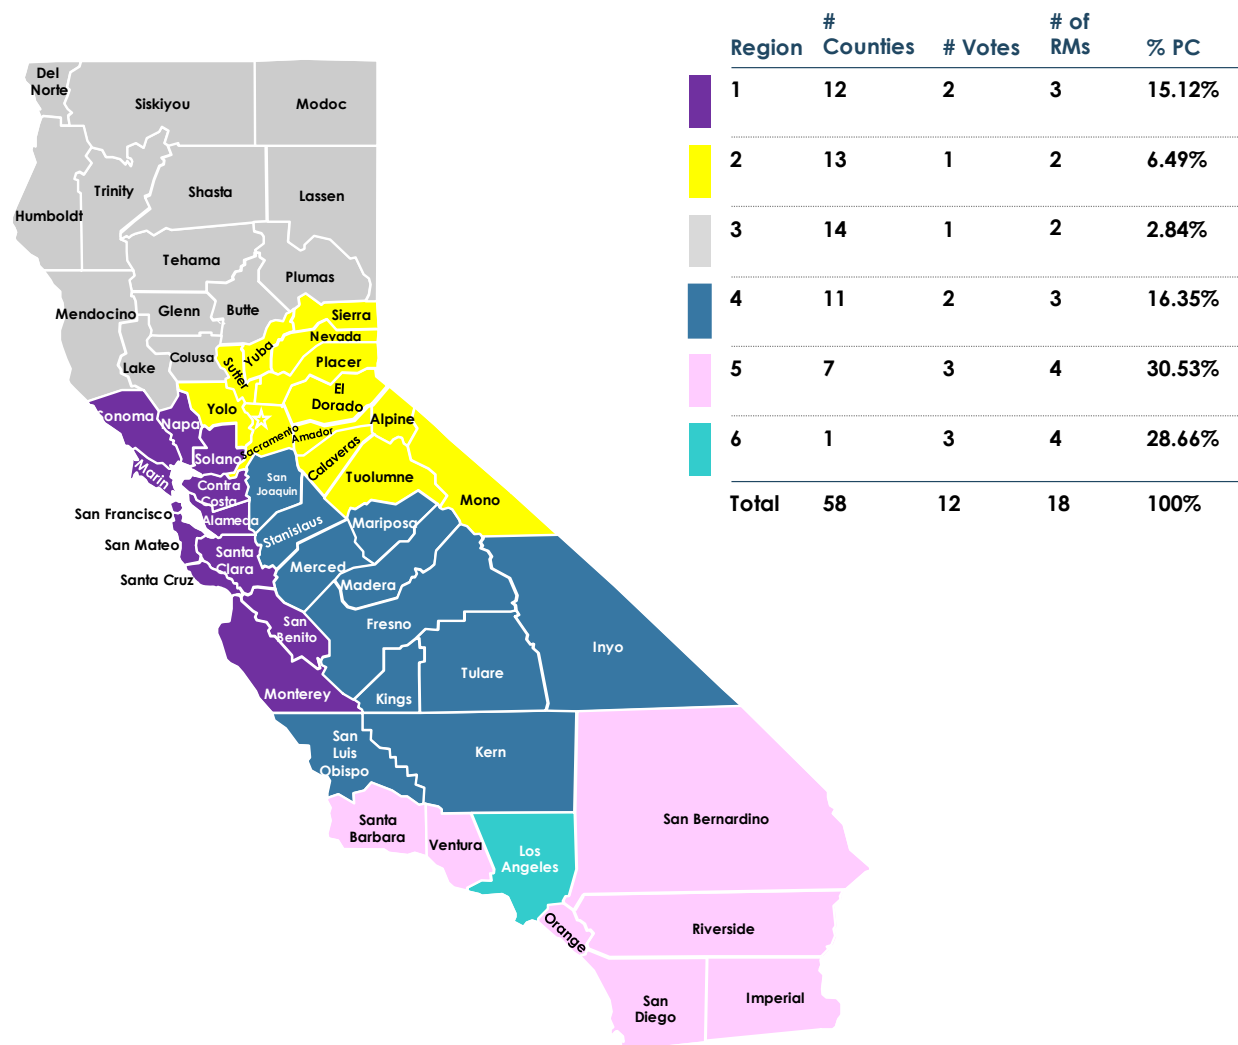 #
# of
Region Counties # Votes RMs % PC
1 12 2 3 15.12%
2 13 1 2 6.49%
3 14 1 2 2.84%
4 11 2 3 16.35%
5 7 3 4 30.53%
6 1 3 4 28.66%
Total 58 12 18 100%
Del
Norte
Siskiyou
Modoc
Humboldt
Trinity
Shasta
Lassen
Tehama
Plumas
Mendocino
Glenn
Butte
Sierra
Nevada
Yuba
Sutter
Colusa
Lake
Placer
El
Dorado
Yolo
Sonoma
Napa
Sacramento
Amador
Alpine
Solano
Calaveras
Marin
Tuolumne
Mono
Contra
Costa
San
Joaquin
San Francisco
Alameda
Stanislaus
Mariposa
San Mateo
Santa
Clara
Merced
Santa Cruz
Madera
San
Benito
Fresno
Inyo
Monterey
Kings
Tulare
San
Luis
Obispo
Kern
Santa
Barbara
Ventura
Los
Angeles
San Bernardino
Orange
Riverside
San
Diego
Imperial